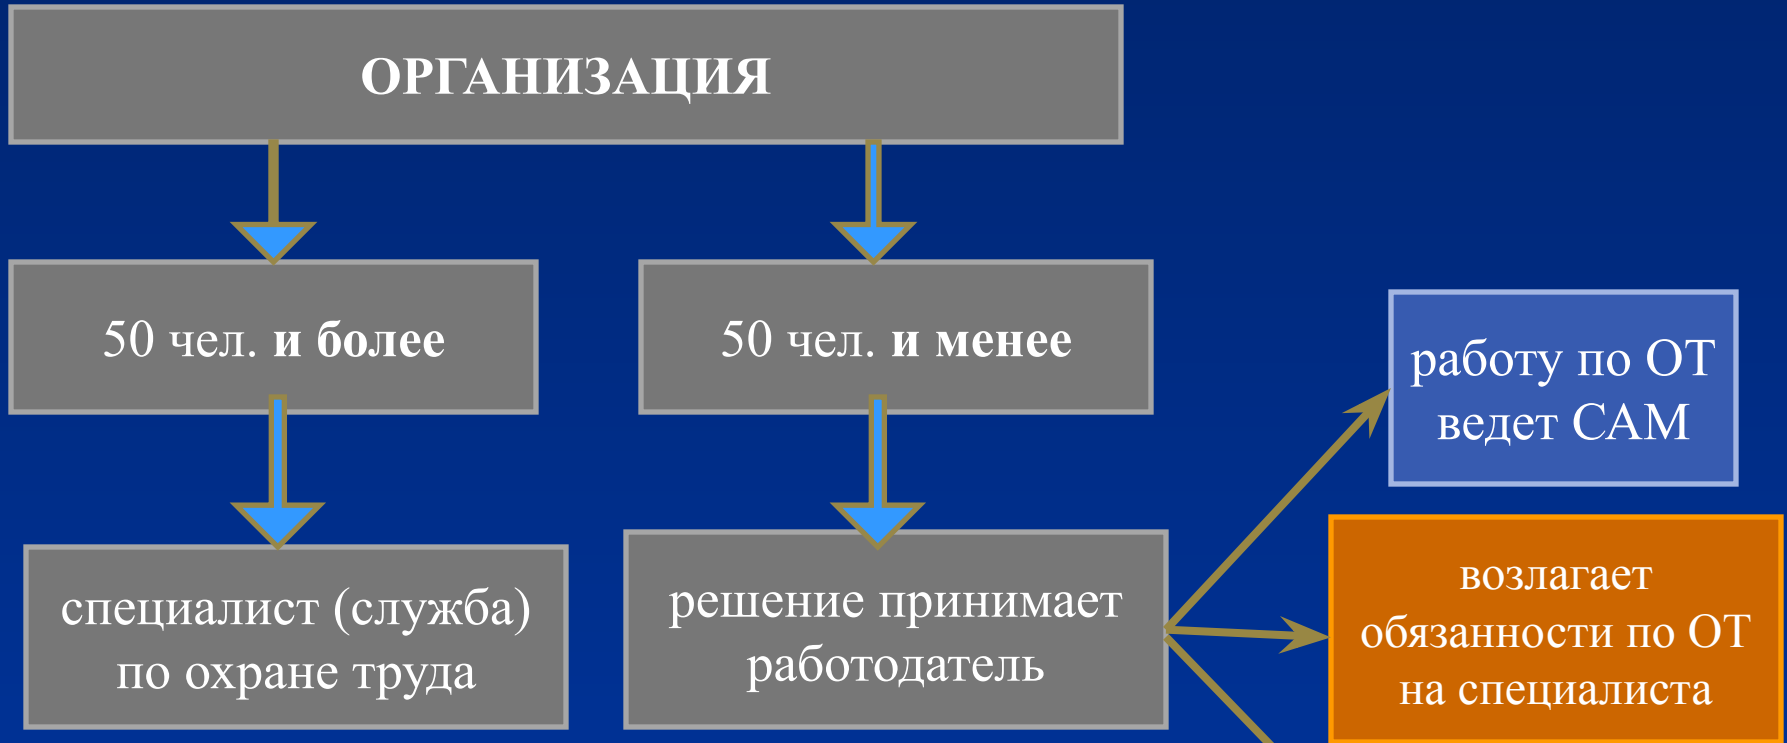 ОРГАНИЗАЦИЯ
50 чел. и более
50 чел. и менее
работу по ОТ
ведет САМ
специалист (служба)
по охране труда
решение принимает
работодатель
возлагает
обязанности по ОТ
на специалиста